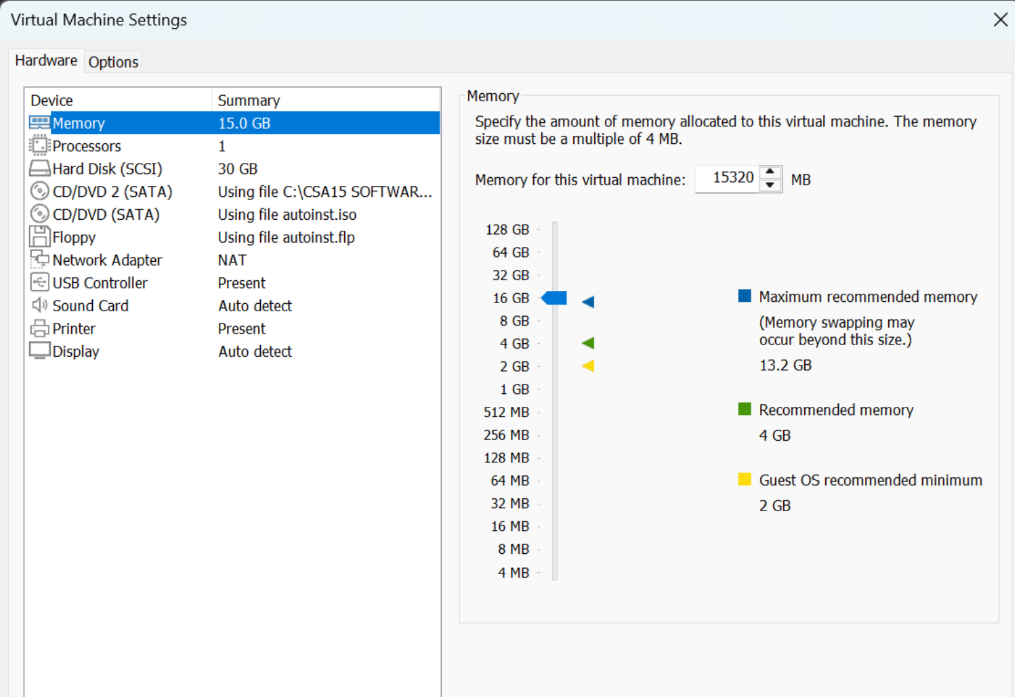 Virtual Machine Settings
Hardware Options
Device Summary
Memory 15.0 GB
Processors 1
Hard Disk (SCSI) 30 GB
CD/DVD 2 (SATA) Using file C:\CSA15 SOFTWAR...
CD/DVD (SATA) Using file autoinst.iso
Floppy Using file autoinst.flp
Network Adapter NAT
USB Controller Present
Sound Card Auto detect
Printer Present
Display Auto detect
Memory
Specify the amount of memory allocated to this virtual machine. The memory
size must be a multiple of 4 MB.
Memory for this virtual machine: 15320 MB
128 GB
64 GB
32 GB
16 GB
8 GB
4 GB
2 GB
1 GB
512 MB
256 MB
128 MB
64 MB
32 MB
16 MB
8 MB
4 MB
Maximum recommended memory
(Memory swapping may
occur beyond this size.)
13.2 GB
Recommended memory
4 GB
Guest OS recommended minimum
2 GB